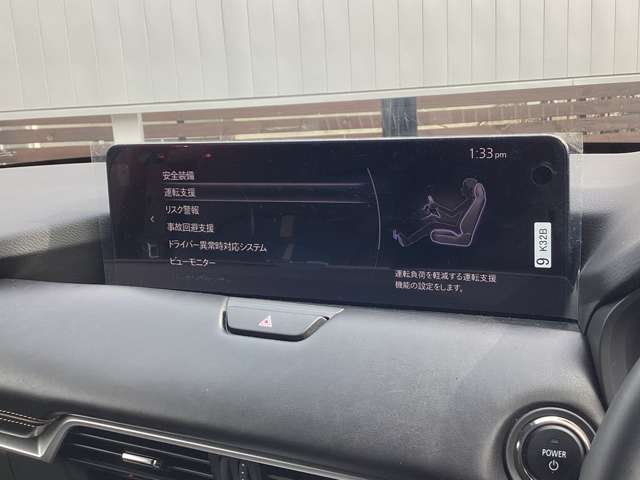 1:33 pm
安全装備
運転支援
リスク警報
事故回避支援
ドライバー異常時対応システム
ビューモニター
運転負荷を軽減する運転支援
機能の設定をします。
9 K32B
POWER